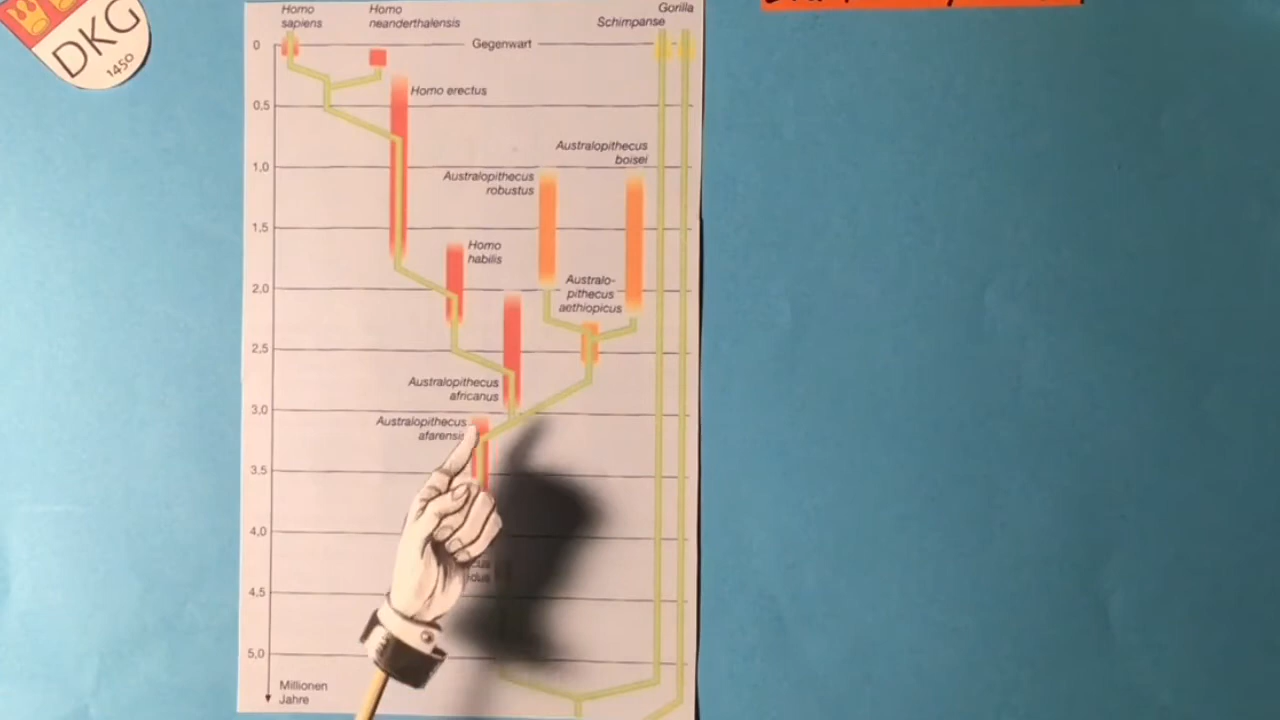 DKG
1450
Homo
sapiens
Homo
neanderthalensis
Gorilla
Schimpanse
0
Gegenwart
Homo erectus
0,5
Australopithecus
boisei
1,0
Australopithecus
robustus
1,5
Homo
habilis
2,0
Australo-
pithecus
aethiopicus
2,5
Australopithecus
africanus
3,0
Australopithecus
afarensis
3,5
4,0
4,5
5,0
Millionen
Jahre